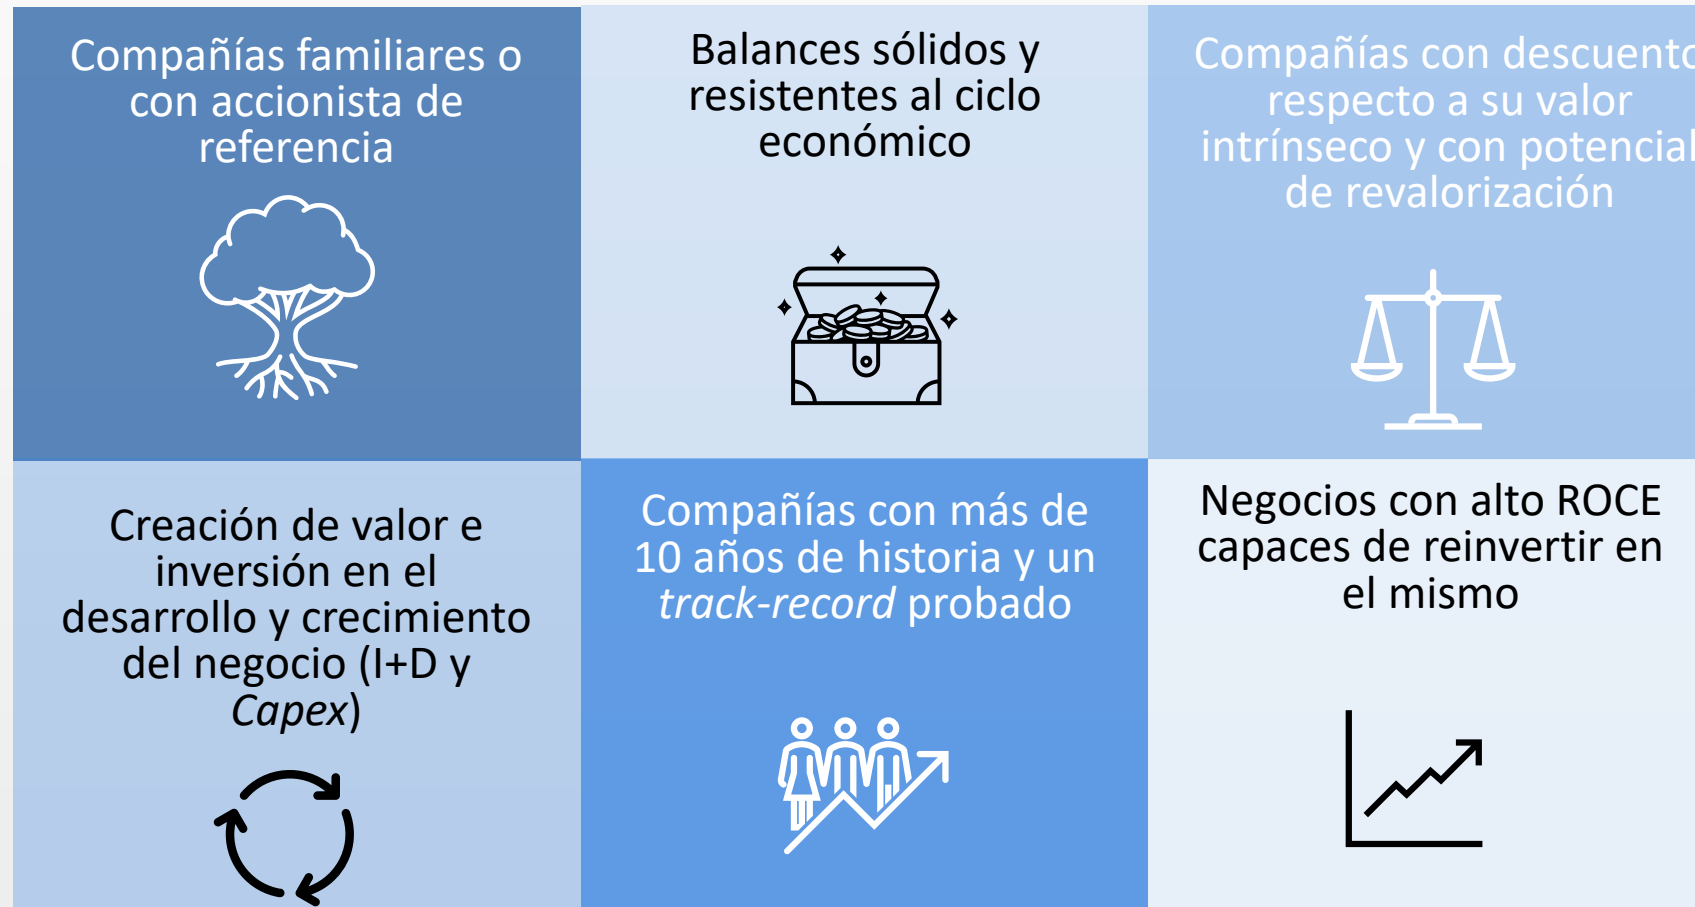 Compañías familiares o
con accionista de
referencia
Balances sólidos y
resistentes al ciclo
económico
Compañías con descuento
respecto a su valor
intrínseco y con potencial
de revalorización
Creación de valor e
inversión en el
desarrollo y crecimiento
del negocio (I+D y
Capex)
Compañías con más de
10 años de historia y un
track-record probado
Negocios con alto ROCE
capaces de reinvertir en
el mismo